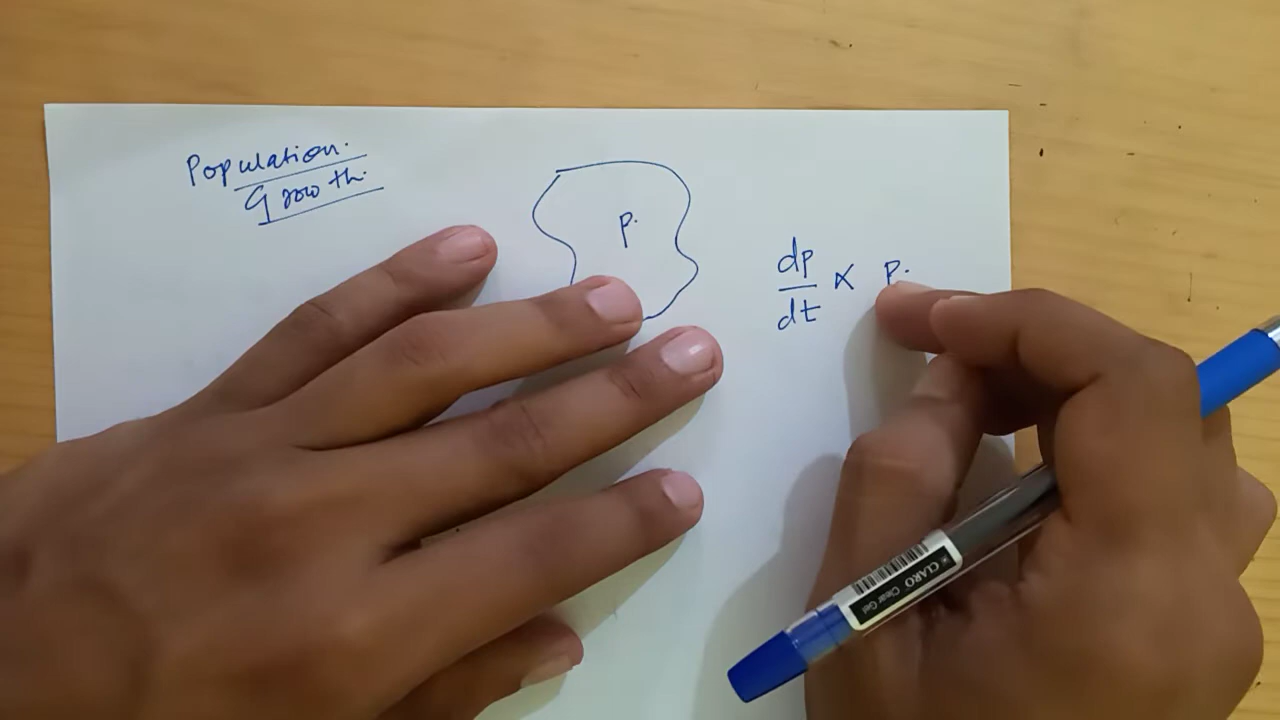 Population.
Growth.
p.
dp/dt ∝ p.
CLARO Clear Gel